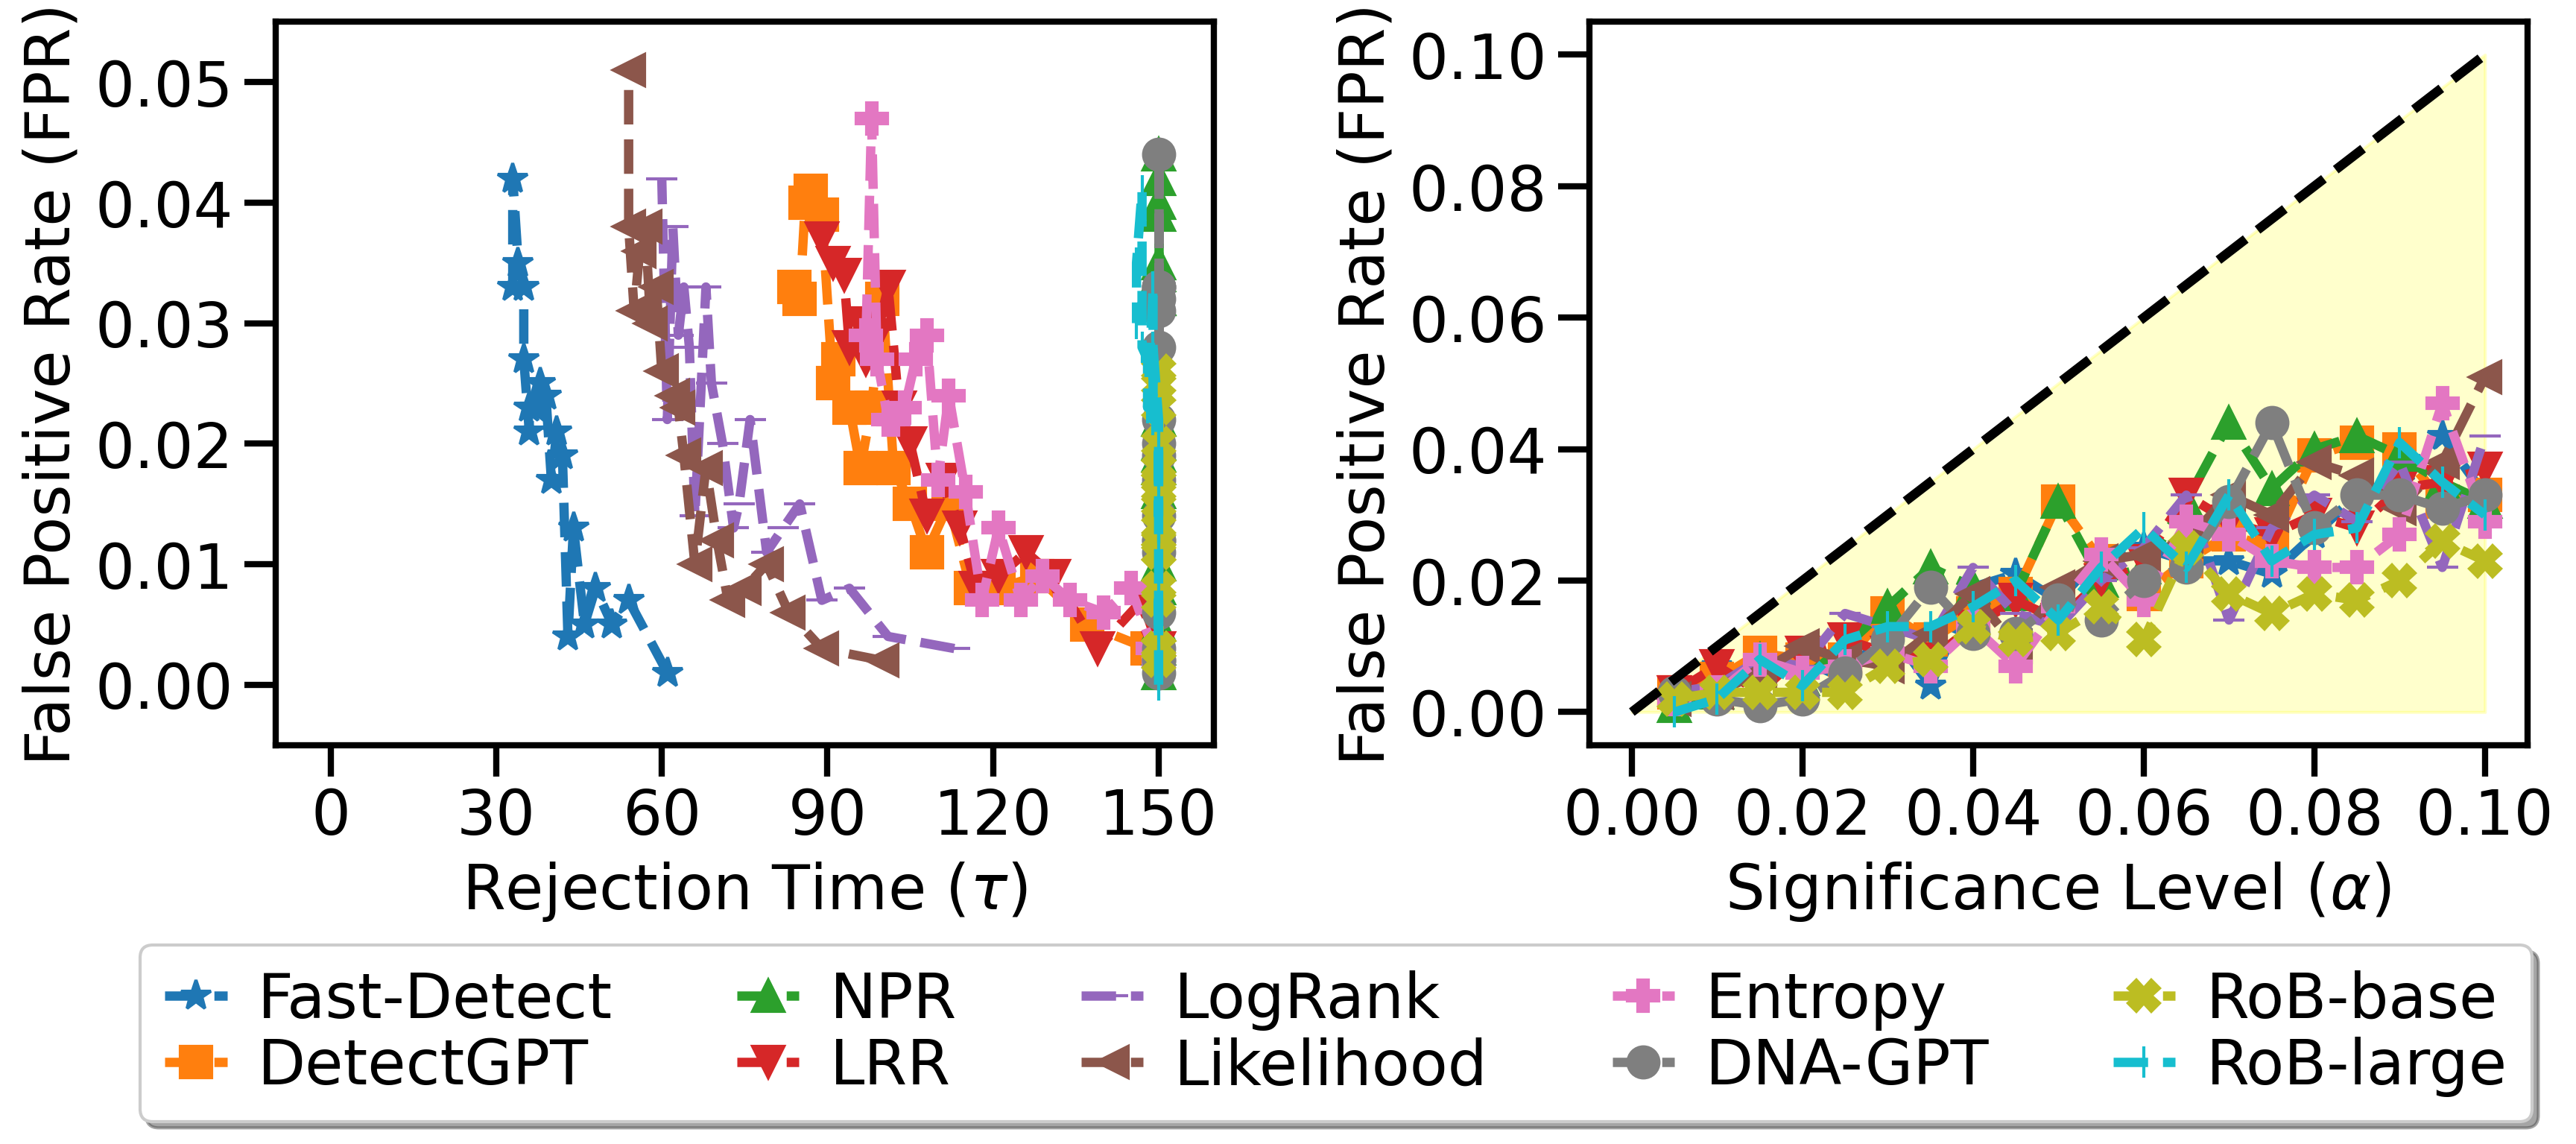 False Positive Rate (FPR)
0.05
0.04
0.03
0.02
0.01
0.00
0 30 60 90 120 150
Rejection Time (τ)
False Positive Rate (FPR)
0.10
0.08
0.06
0.04
0.02
0.00
0.00 0.02 0.04 0.06 0.08 0.10
Significance Level (α)
Fast-Detect NPR LogRank Entropy RoB-base
DetectGPT LRR Likelihood DNA-GPT RoB-large